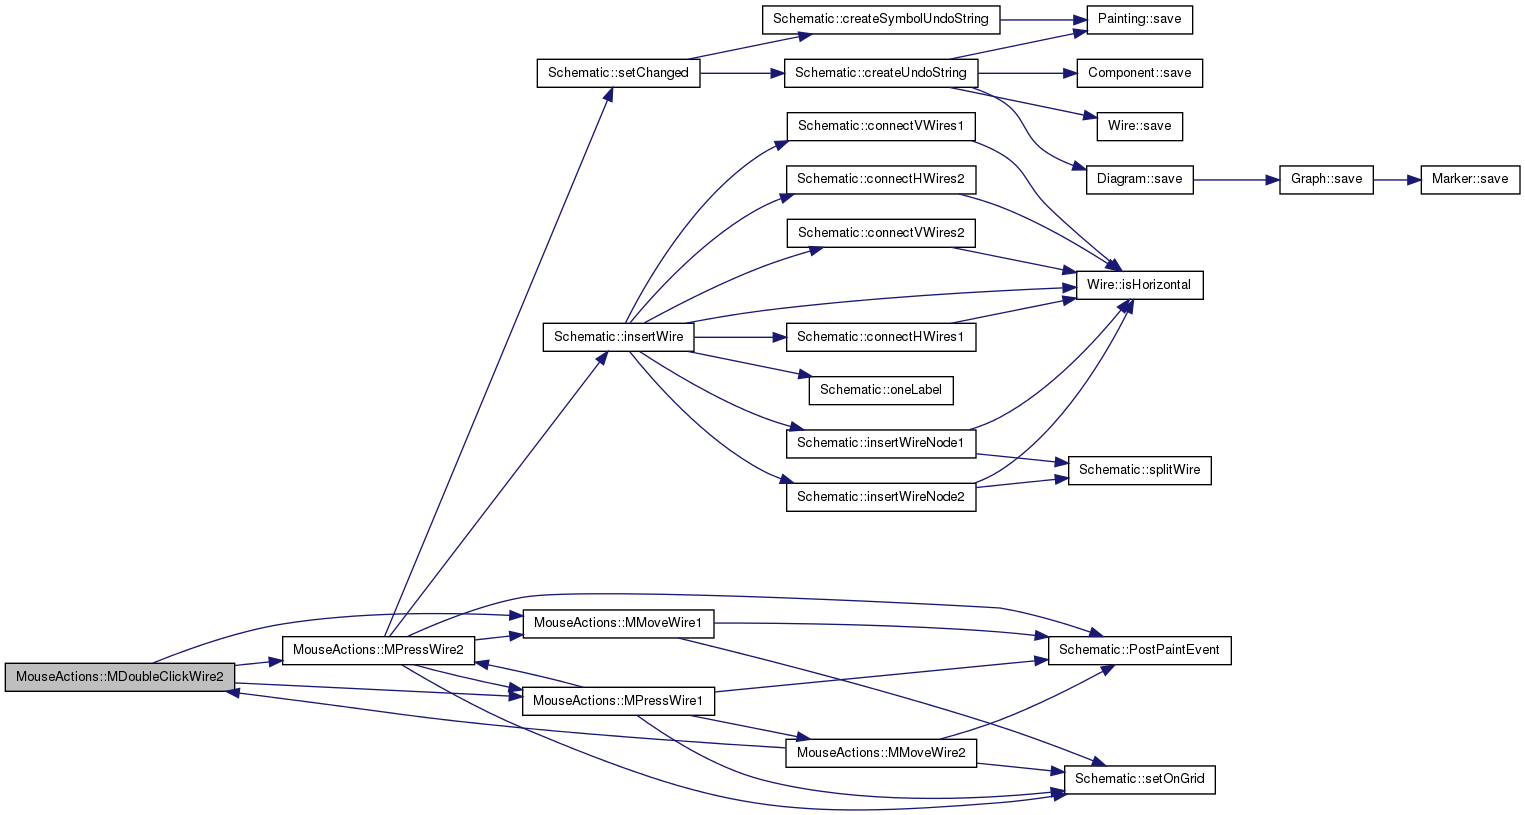 Schematic::createSymbolUndoString
Painting::save
Schematic::setChanged
Schematic::createUndoString
Component::save
Schematic::connectVWires1
Wire::save
Schematic::connectHWires2
Diagram::save
Graph::save
Marker::save
Schematic::connectVWires2
Wire::isHorizontal
Schematic::insertWire
Schematic::connectHWires1
Schematic::oneLabel
Schematic::insertWireNode1
Schematic::splitWire
Schematic::insertWireNode2
MouseActions::MMoveWire1
MouseActions::MPressWire2
Schematic::PostPaintEvent
MouseActions::MDoubleClickWire2
MouseActions::MPressWire1
MouseActions::MMoveWire2
Schematic::setOnGrid